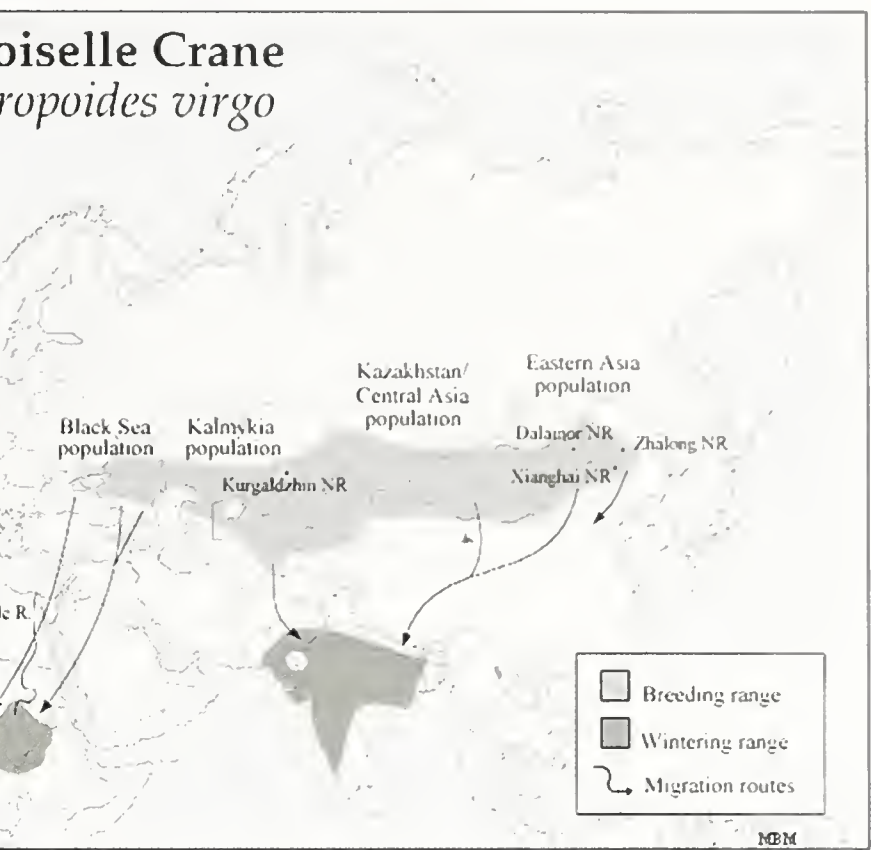 oiselle Crane
ropoides virgo
Kazakhstan/
Central Asia
population
Eastern Asia
population
Black Sea
population
Kalmykia
population
Dalainor NR
Zhalong NR
Kurgaldzhin NR
Xianghai NR
le R.
Breeding range
Wintering range
Migration routes
MBM